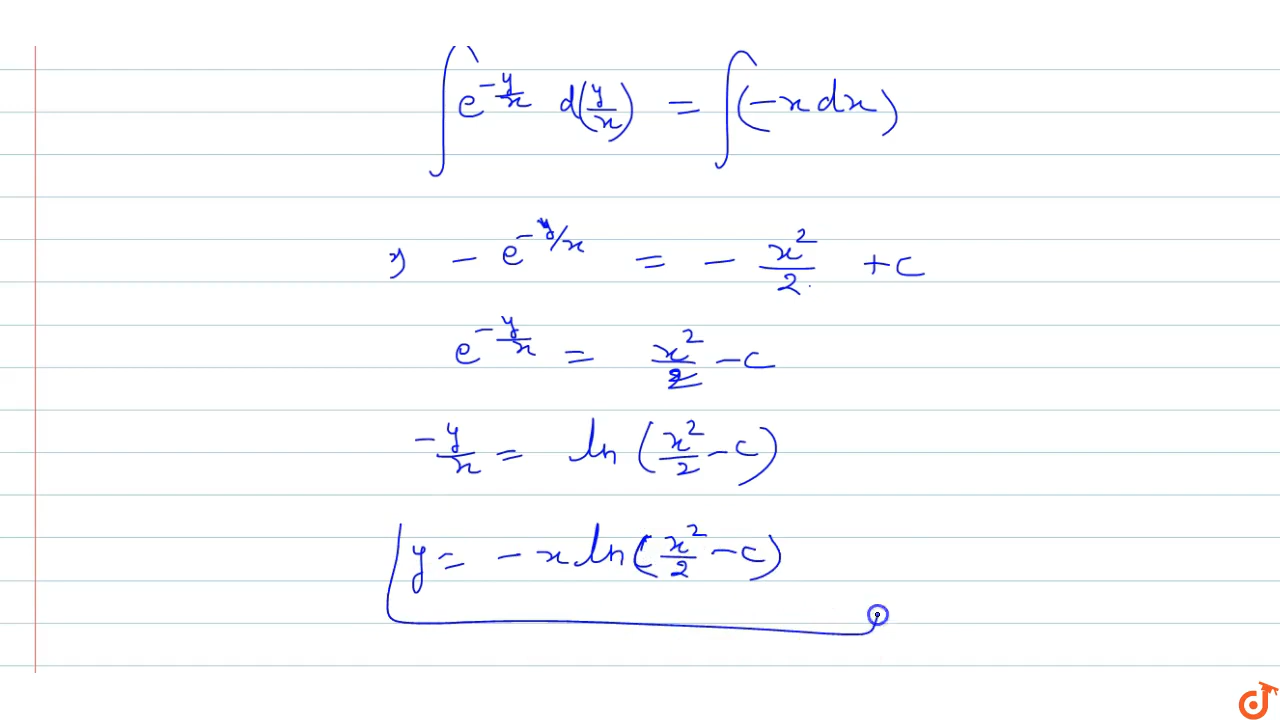 ∫ e^{-y/x} d(y/x) = ∫ (-x dx)
⇒ - e^{-y/x} = - x²/2 + c
e^{-y/x} = x²/2 - c
-y/x = ln (x²/2 - c)
y = - x ln (x²/2 - c)